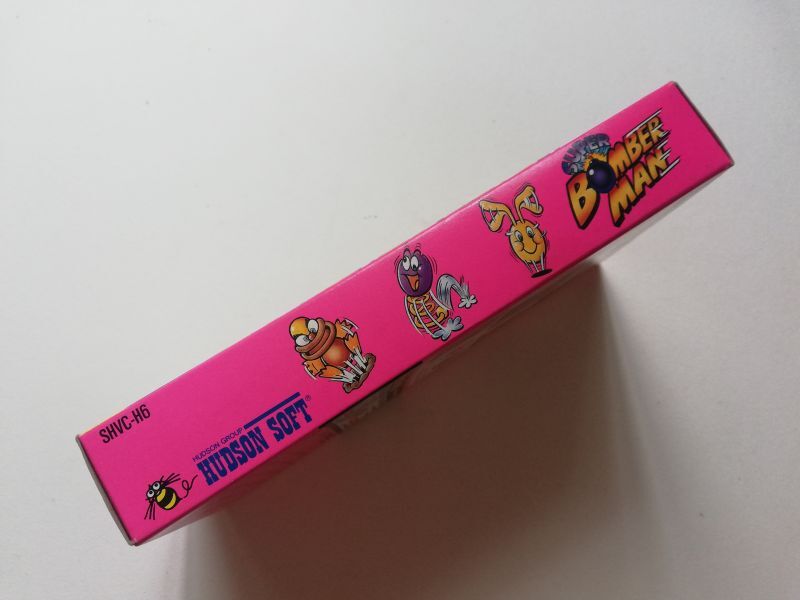 SHVC-H6
HUDSON GROUP
HUDSON SOFT®
SUPER
BOMBER
MAN